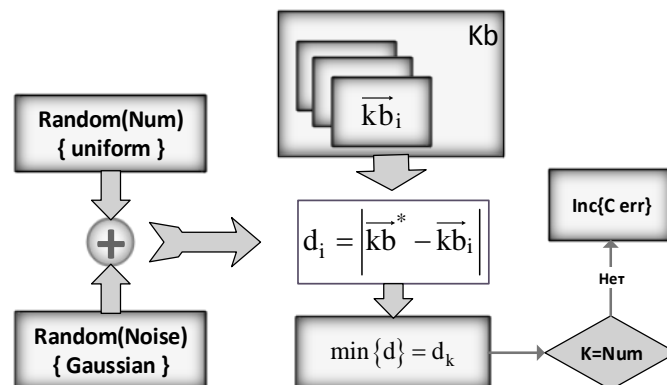 Kb
kb_i
Random(Num)
{ uniform }
+
d_i = |kb* − kb_i|
Inc{C err}
Нет
Random(Noise)
{ Gaussian }
min{d} = d_k
K=Num